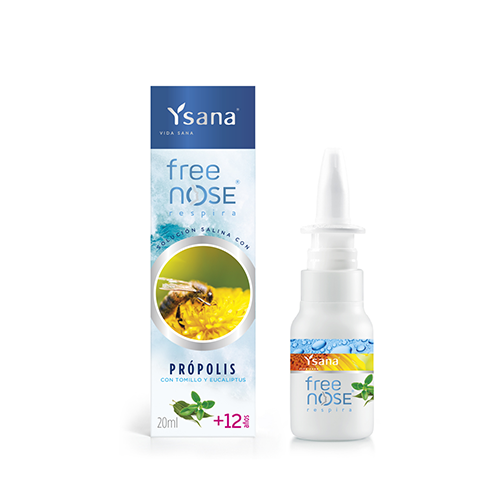 Ysana®
VIDA SANA
free
NOSE®
respira
SOLUCIÓN SALINA CON
PRÓPOLIS
CON TOMILLO Y EUCALIPTUS
20ml
+12 años
Ysana
free
NOSE
respira